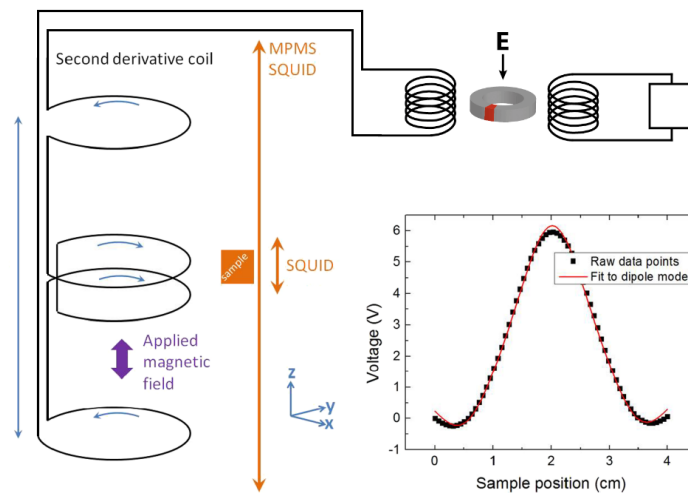 Second derivative coil
MPMS
SQUID
E
sample
SQUID
Applied
magnetic
field
z
y
x
6
5
4
3
2
1
0
-1
Voltage (V)
Raw data points
Fit to dipole mode
0
1
2
3
4
Sample position (cm)